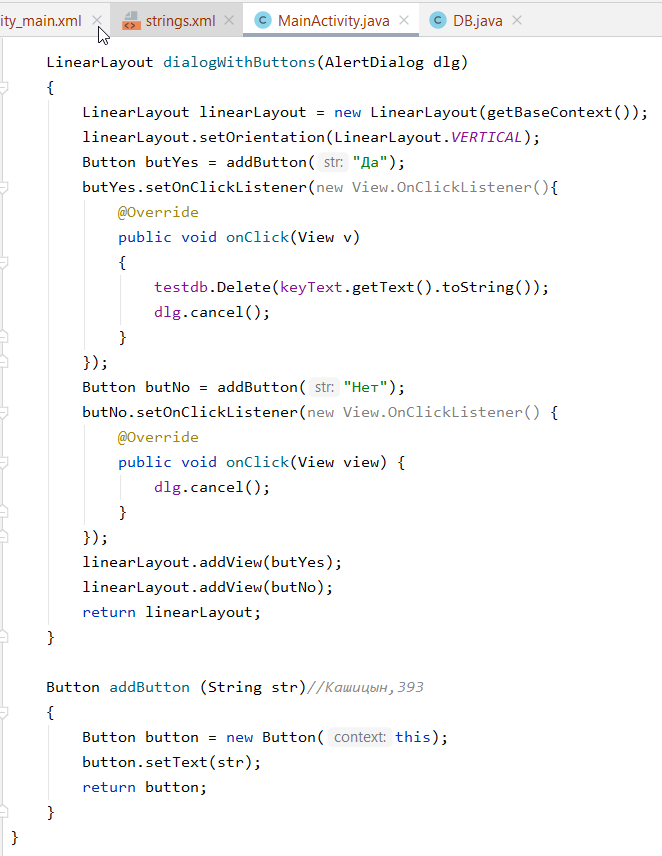 ity_main.xml strings.xml MainActivity.java DB.java
LinearLayout dialogWithButtons(AlertDialog dlg)
{
LinearLayout linearLayout = new LinearLayout(getBaseContext());
linearLayout.setOrientation(LinearLayout.VERTICAL);
Button butYes = addButton( str: "Да");
butYes.setOnClickListener(new View.OnClickListener(){
@Override
public void onClick(View v)
{
testdb.Delete(keyText.getText().toString());
dlg.cancel();
}
});
Button butNo = addButton( str: "Нет");
butNo.setOnClickListener(new View.OnClickListener() {
@Override
public void onClick(View view) {
dlg.cancel();
}
});
linearLayout.addView(butYes);
linearLayout.addView(butNo);
return linearLayout;
}
Button addButton (String str)//Кашицын,393
{
Button button = new Button( context: this);
button.setText(str);
return button;
}
}